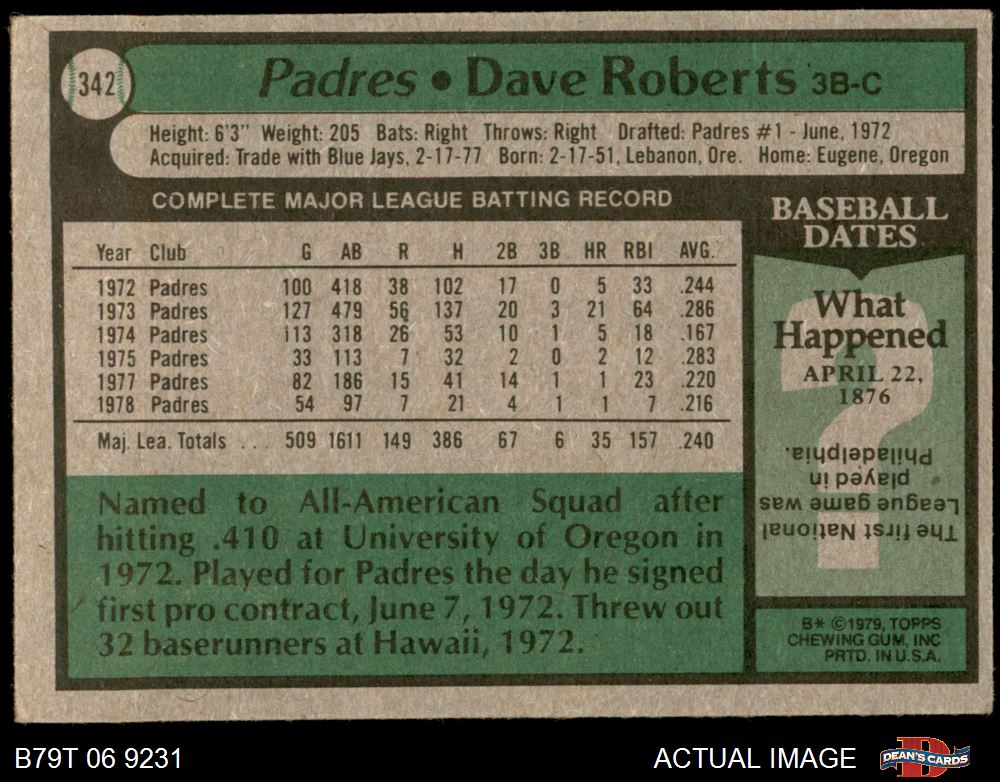 342
Padres • Dave Roberts 3B-C
Height: 6'3" Weight: 205 Bats: Right Throws: Right Drafted: Padres #1 - June, 1972
Acquired: Trade with Blue Jays, 2-17-77 Born: 2-17-51, Lebanon, Ore. Home: Eugene, Oregon
COMPLETE MAJOR LEAGUE BATTING RECORD
Year Club G AB R H 2B 3B HR RBI AVG.
1972 Padres 100 418 38 102 17 0 5 33 .244
1973 Padres 127 479 56 137 20 3 21 64 .286
1974 Padres 113 318 26 53 10 1 5 18 .167
1975 Padres 33 113 7 32 2 0 2 12 .283
1977 Padres 82 186 15 41 14 1 1 23 .220
1978 Padres 54 97 7 21 4 1 1 7 .216
Maj. Lea. Totals ... 509 1611 149 386 67 6 35 157 .240
Named to All-American Squad after
hitting .410 at University of Oregon in
1972. Played for Padres the day he signed
first pro contract, June 7, 1972. Threw out
32 baserunners at Hawaii, 1972.
BASEBALL
DATES
What
Happened
APRIL 22,
1876
The first National
League game was
played in
Philadelphia.
B* ©1979, TOPPS
CHEWING GUM, INC
PRTD. IN U.S.A.
B79T 06 9231
ACTUAL IMAGE
DEAN'S CARDS